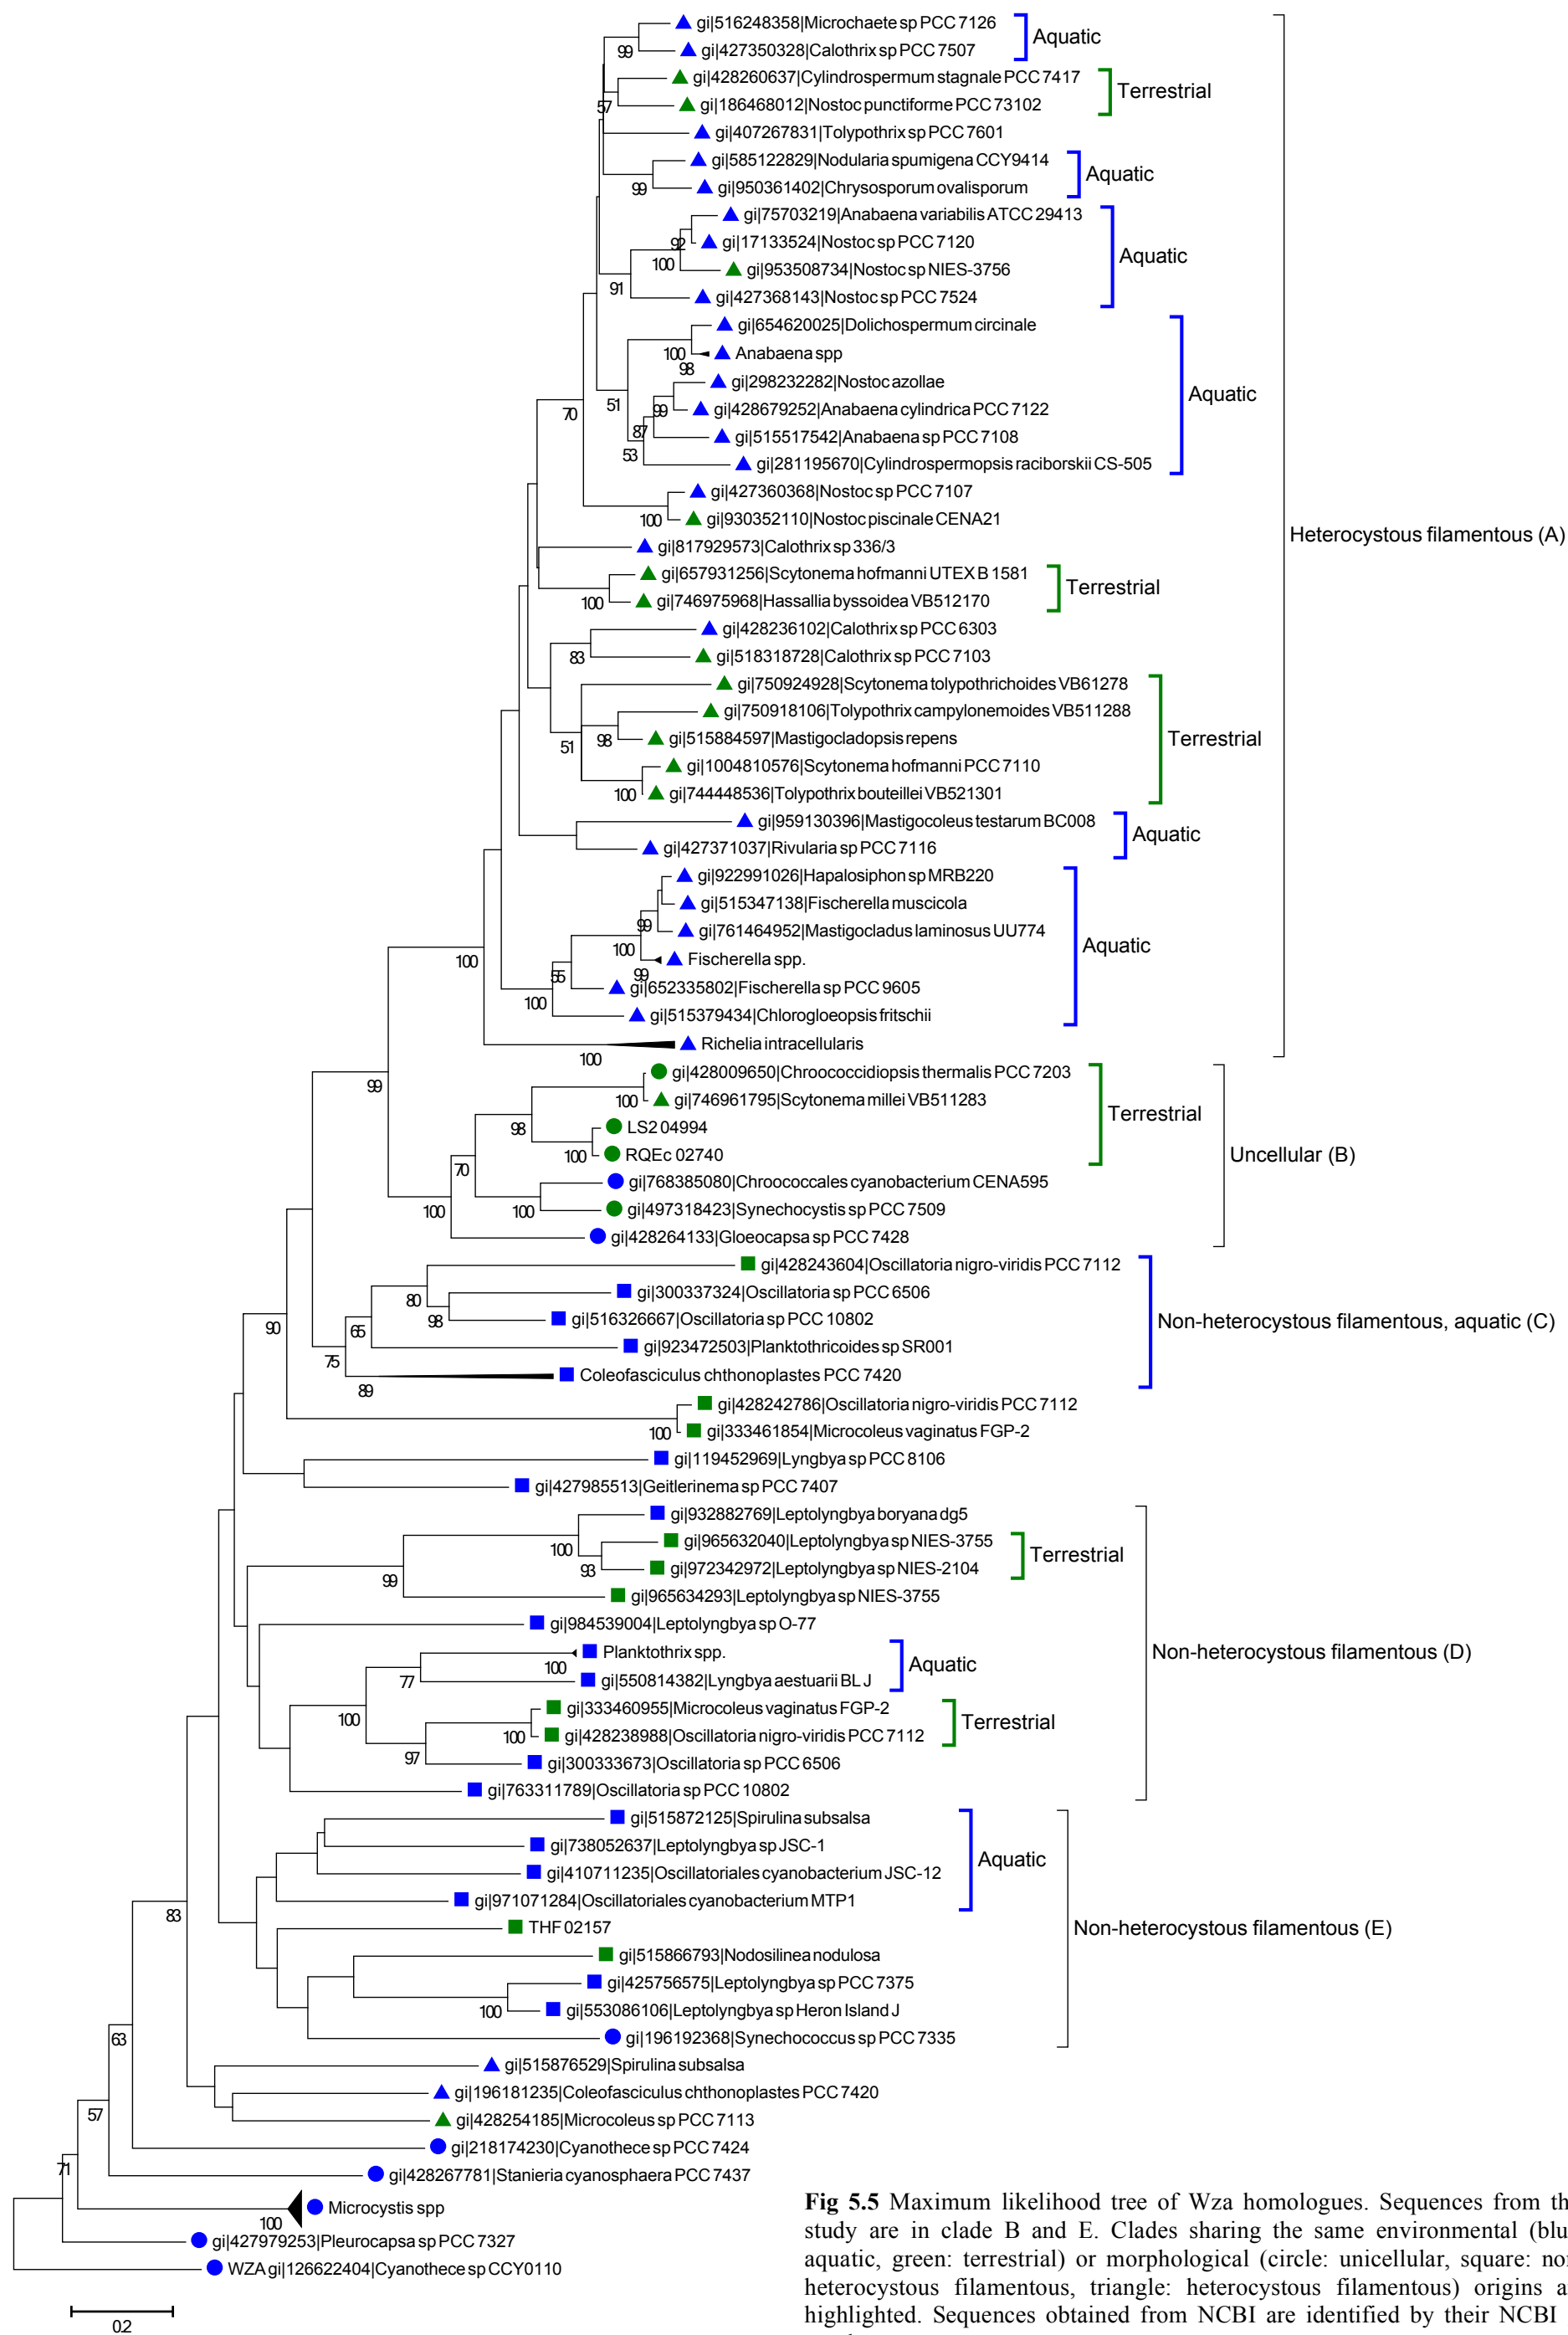 gi|516248358|Microchaete sp PCC 7126
gi|427350328|Calothrix sp PCC 7507
Aquatic
99
gi|428260637|Cylindrospermum stagnale PCC 7417
gi|186468012|Nostoc punctiforme PCC 73102
Terrestrial
57
gi|407267831|Tolypothrix sp PCC 7601
gi|585122829|Nodularia spumigena CCY9414
gi|950361402|Chrysosporum ovalisporum
Aquatic
99
gi|75703219|Anabaena variabilis ATCC 29413
gi|17133524|Nostoc sp PCC 7120
92
gi|953508734|Nostoc sp NIES-3756
100
gi|427368143|Nostoc sp PCC 7524
91
Aquatic
gi|654620025|Dolichospermum circinale
Anabaena spp
100
98
gi|298232282|Nostoc azollae
gi|428679252|Anabaena cylindrica PCC 7122
99
gi|515517542|Anabaena sp PCC 7108
87
gi|281195670|Cylindrospermopsis raciborskii CS-505
53
51
Aquatic
70
gi|427360368|Nostoc sp PCC 7107
gi|930352110|Nostoc piscinale CENA21
100
Heterocystous filamentous (A)
gi|817929573|Calothrix sp 336/3
gi|657931256|Scytonema hofmanni UTEX B 1581
gi|746975968|Hassallia byssoidea VB512170
100
Terrestrial
gi|428236102|Calothrix sp PCC 6303
gi|518318728|Calothrix sp PCC 7103
83
gi|750924928|Scytonema tolypothrichoides VB61278
gi|750918106|Tolypothrix campylonemoides VB511288
gi|515884597|Mastigocladopsis repens
98
51
gi|1004810576|Scytonema hofmanni PCC 7110
gi|744448536|Tolypothrix bouteillei VB521301
100
Terrestrial
gi|959130396|Mastigocoleus testarum BC008
gi|427371037|Rivularia sp PCC 7116
Aquatic
gi|922991026|Hapalosiphon sp MRB220
gi|515347138|Fischerella muscicola
gi|761464952|Mastigocladus laminosus UU774
99
100
Fischerella spp.
99
gi|652335802|Fischerella sp PCC 9605
55
gi|515379434|Chlorogloeopsis fritschii
100
Aquatic
100
Richelia intracellularis
100
99
gi|428009650|Chroococcidiopsis thermalis PCC 7203
gi|746961795|Scytonema millei VB511283
100
LS2 04994
RQEc 02740
98
100
Terrestrial
70
gi|768385080|Chroococcales cyanobacterium CENA595
gi|497318423|Synechocystis sp PCC 7509
100
100
gi|428264133|Gloeocapsa sp PCC 7428
Uncellular (B)
gi|428243604|Oscillatoria nigro-viridis PCC 7112
gi|300337324|Oscillatoria sp PCC 6506
80
gi|516326667|Oscillatoria sp PCC 10802
98
65
gi|923472503|Planktothricoides sp SR001
75
Coleofasciculus chthonoplastes PCC 7420
89
Non-heterocystous filamentous, aquatic (C)
90
gi|428242786|Oscillatoria nigro-viridis PCC 7112
gi|333461854|Microcoleus vaginatus FGP-2
100
gi|119452969|Lyngbya sp PCC 8106
gi|427985513|Geitlerinema sp PCC 7407
gi|932882769|Leptolyngbya boryana dg5
gi|965632040|Leptolyngbya sp NIES-3755
100
gi|972342972|Leptolyngbya sp NIES-2104
93
Terrestrial
99
gi|965634293|Leptolyngbya sp NIES-3755
gi|984539004|Leptolyngbya sp O-77
Planktothrix spp.
100
gi|550814382|Lyngbya aestuarii BL J
77
Aquatic
Non-heterocystous filamentous (D)
100
gi|333460955|Microcoleus vaginatus FGP-2
gi|428238988|Oscillatoria nigro-viridis PCC 7112
100
Terrestrial
97
gi|300333673|Oscillatoria sp PCC 6506
gi|763311789|Oscillatoria sp PCC 10802
gi|515872125|Spirulina subsalsa
gi|738052637|Leptolyngbya sp JSC-1
gi|410711235|Oscillatoriales cyanobacterium JSC-12
gi|971071284|Oscillatoriales cyanobacterium MTP1
Aquatic
83
THF 02157
Non-heterocystous filamentous (E)
gi|515866793|Nodosilinea nodulosa
gi|425756575|Leptolyngbya sp PCC 7375
gi|553086106|Leptolyngbya sp Heron Island J
100
gi|196192368|Synechococcus sp PCC 7335
63
gi|515876529|Spirulina subsalsa
gi|196181235|Coleofasciculus chthonoplastes PCC 7420
57
gi|428254185|Microcoleus sp PCC 7113
gi|218174230|Cyanothece sp PCC 7424
71
gi|428267781|Stanieria cyanosphaera PCC 7437
Microcystis spp
100
gi|427979253|Pleurocapsa sp PCC 7327
WZA gi|126622404|Cyanothece sp CCY0110
0.2
Fig 5.5 Maximum likelihood tree of Wza homologues. Sequences from th
study are in clade B and E. Clades sharing the same environmental (blu
aquatic, green: terrestrial) or morphological (circle: unicellular, square: no
heterocystous filamentous, triangle: heterocystous filamentous) origins a
highlighted. Sequences obtained from NCBI are identified by their NCBI